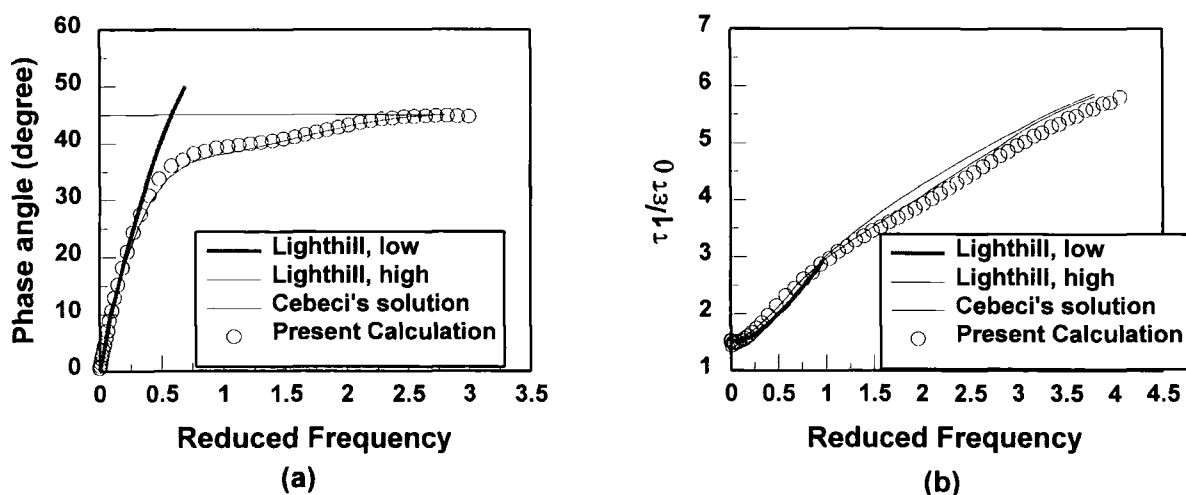 60
50
40
30
20
10
0
Phase angle (degree)
Lighthill, low
Lighthill, high
Cebeci's solution
Present Calculation
0 0.5 1 1.5 2 2.5 3 3.5
Reduced Frequency
(a)
7
6
5
4
3
2
1
τ1/ετ0
Lighthill, low
Lighthill, high
Cebeci's solution
Present Calculation
0 0.5 1 1.5 2 2.5 3 3.5 4 4.5
Reduced Frequency
(b)